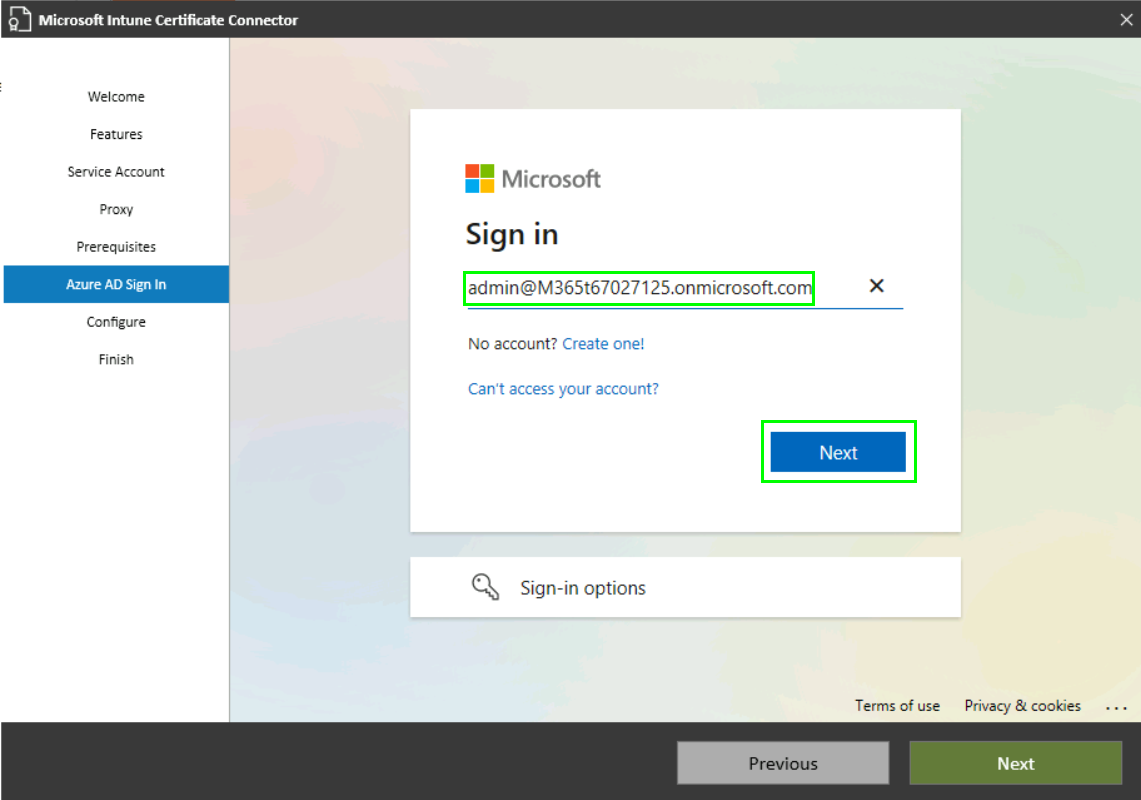 Microsoft Intune Certificate Connector
Welcome
Features
Service Account
Proxy
Prerequisites
Azure AD Sign In
Configure
Finish
Microsoft
Sign in
admin@M365t67027125.onmicrosoft.com
No account? Create one!
Can't access your account?
Next
Sign-in options
Terms of use Privacy & cookies ...
Previous Next